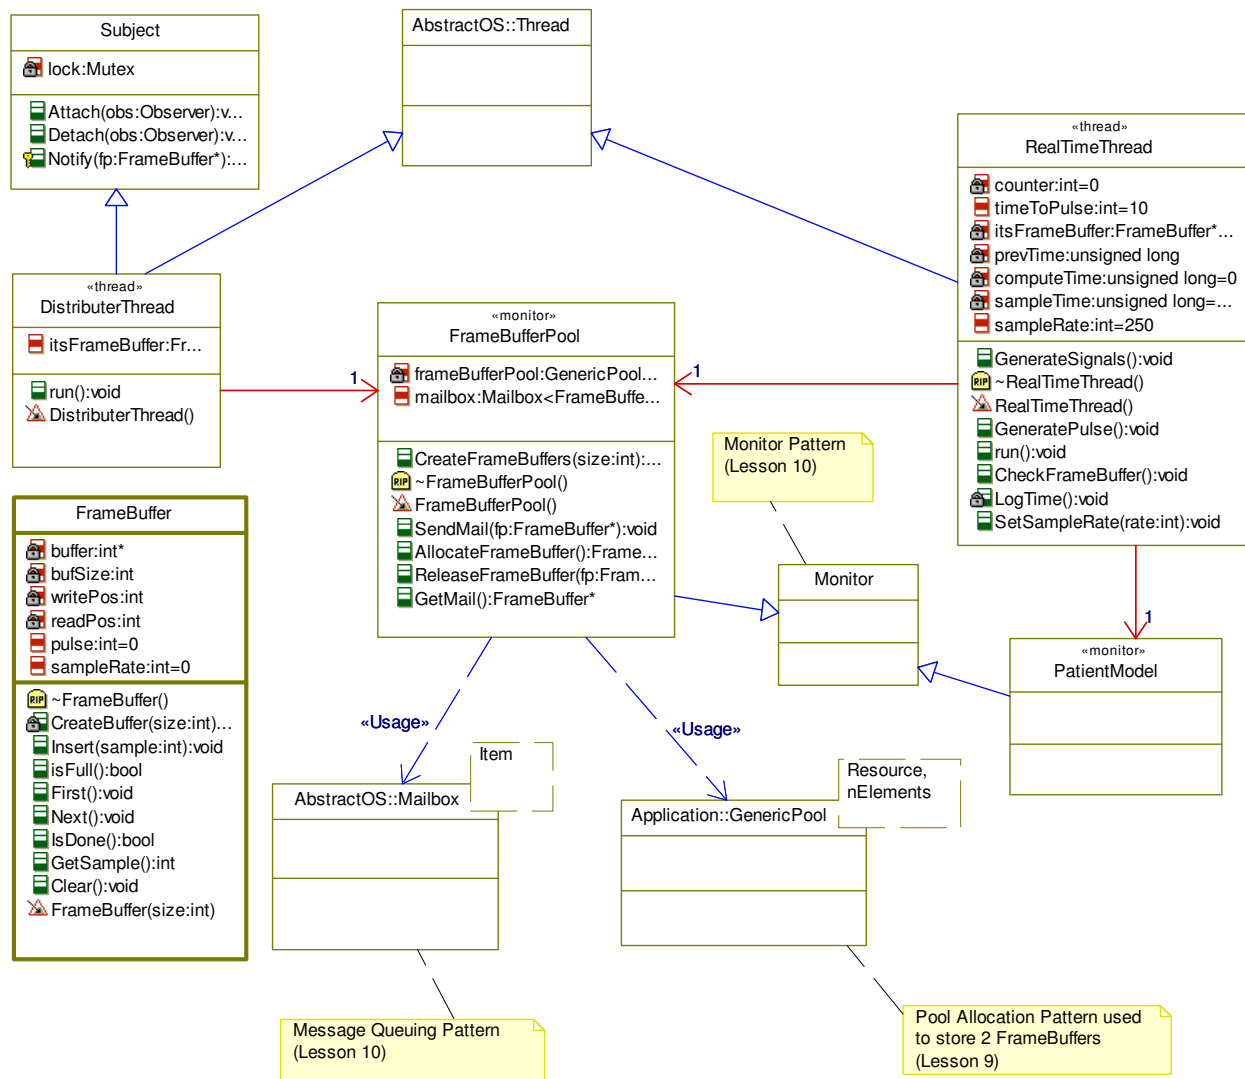 Subject
lock:Mutex
Attach(obs:Observer):v...
Detach(obs:Observer):v...
Notify(fp:FrameBuffer*):...
AbstractOS::Thread
«thread»
RealTimeThread
counter:int=0
timeToPulse:int=10
itsFrameBuffer:FrameBuffer*...
prevTime:unsigned long
computeTime:unsigned long=0
sampleTime:unsigned long=...
sampleRate:int=250
GenerateSignals():void
RIP ~RealTimeThread()
RealTimeThread()
GeneratePulse():void
run():void
CheckFrameBuffer():void
LogTime():void
SetSampleRate(rate:int):void
«thread»
DistributerThread
itsFrameBuffer:Fr...
run():void
DistributerThread()
1
«monitor»
FrameBufferPool
frameBufferPool:GenericPool...
mailbox:Mailbox<FrameBuffe...
CreateFrameBuffers(size:int):...
RIP ~FrameBufferPool()
FrameBufferPool()
SendMail(fp:FrameBuffer*):void
AllocateFrameBuffer():Frame...
ReleaseFrameBuffer(fp:Fram...
GetMail():FrameBuffer*
1
Monitor Pattern
(Lesson 10)
Monitor
1
«monitor»
PatientModel
FrameBuffer
buffer:int*
bufSize:int
writePos:int
readPos:int
pulse:int=0
sampleRate:int=0
RIP ~FrameBuffer()
CreateBuffer(size:int)...
Insert(sample:int):void
isFull():bool
First():void
Next():void
IsDone():bool
GetSample():int
Clear():void
FrameBuffer(size:int)
«Usage»
«Usage»
Item
AbstractOS::Mailbox
Resource,
nElements
Application::GenericPool
Message Queuing Pattern
(Lesson 10)
Pool Allocation Pattern used
to store 2 FrameBuffers
(Lesson 9)